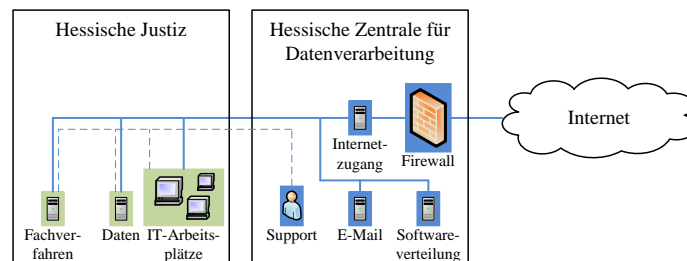 Hessische Justiz
Hessische Zentrale für
Datenverarbeitung
Internet-
zugang
Firewall
Internet
Fachver-
fahren
Daten
IT-Arbeits-
plätze
Support
E-Mail
Software-
verteilung